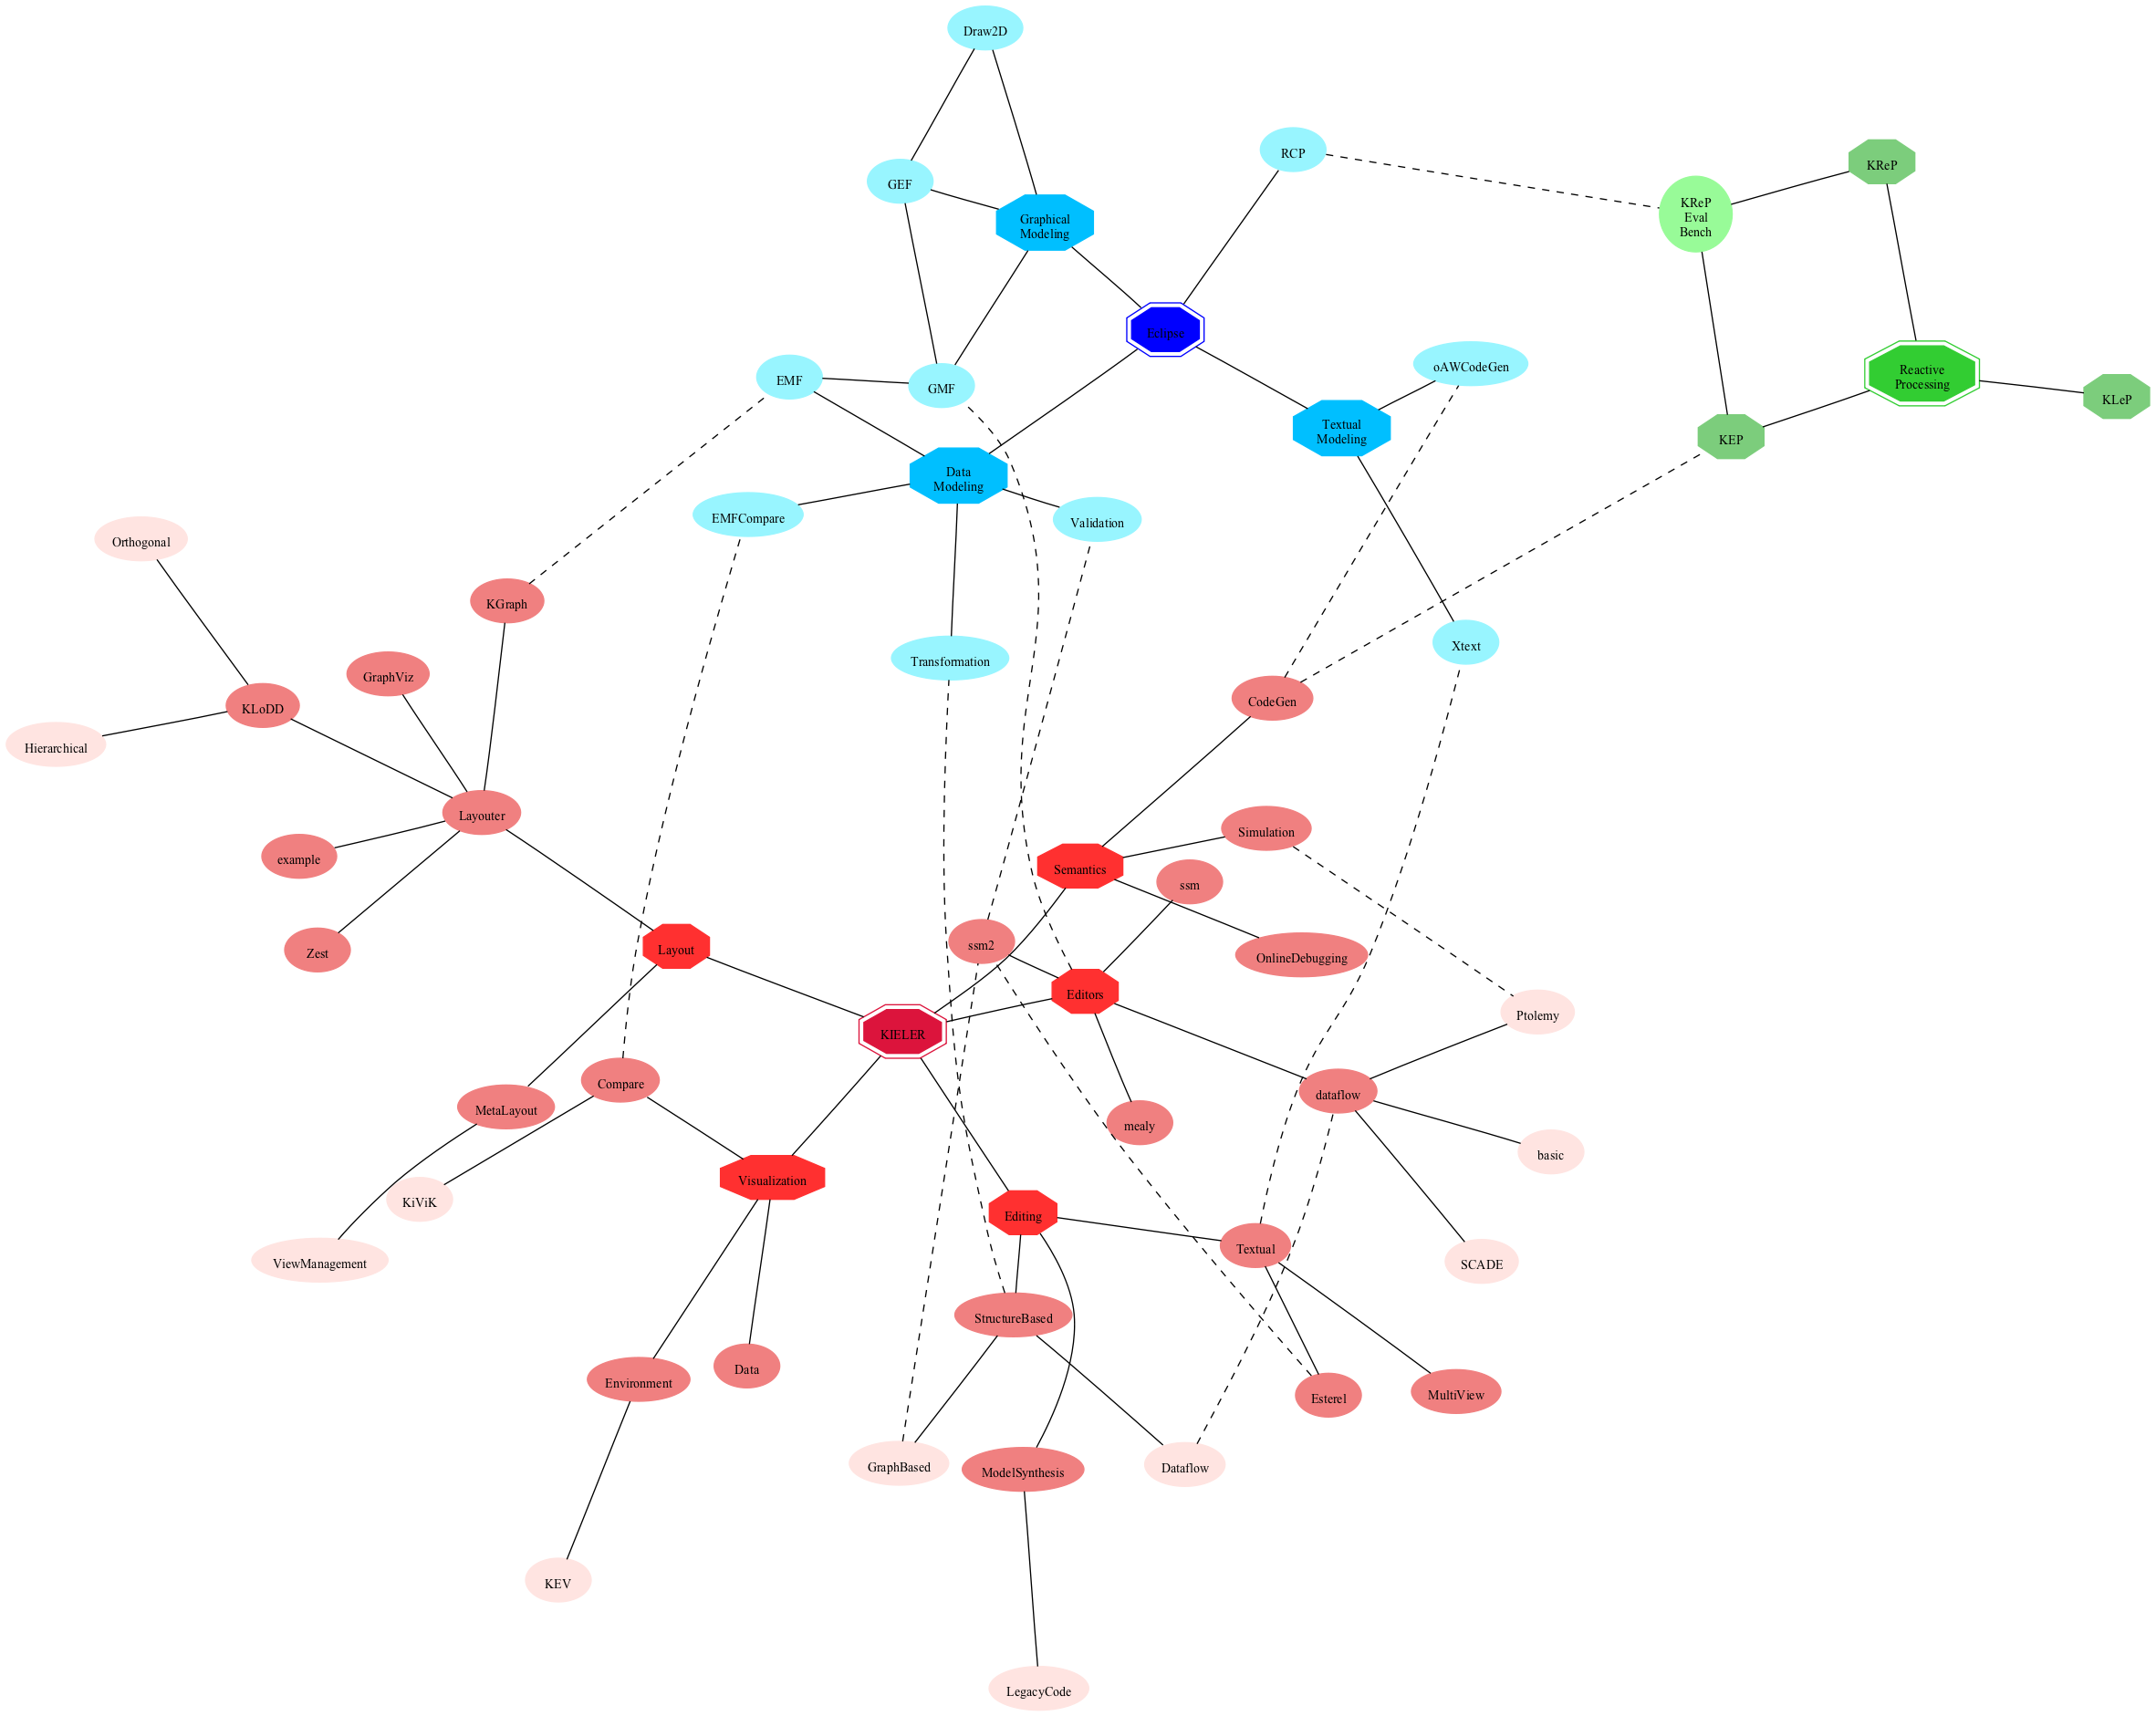 Draw2D
RCP
KReP
GEF
KReP
Eval
Bench
Graphical
Modeling
Eclipse
oAWCodeGen
Reactive
Processing
EMF
GMF
KLeP
Textual
Modeling
KEP
Data
Modeling
EMFCompare
Validation
Orthogonal
KGraph
Xtext
Transformation
GraphViz
CodeGen
KLoDD
Hierarchical
Layouter
Simulation
example
Semantics
ssm
Zest
Layout
ssm2
OnlineDebugging
Editors
Ptolemy
KIELER
Compare
dataflow
MetaLayout
mealy
basic
Visualization
KiViK
Editing
Textual
ViewManagement
SCADE
StructureBased
Data
Environment
Esterel
MultiView
GraphBased
ModelSynthesis
Dataflow
KEV
LegacyCode